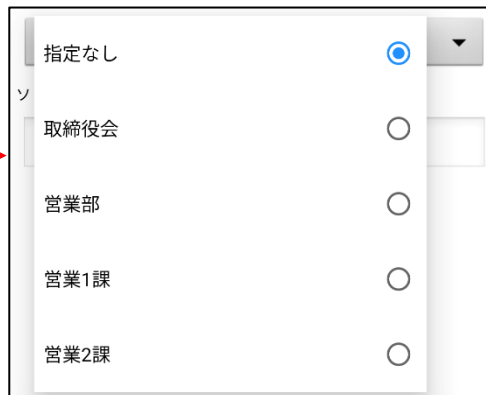 指定なし
ソ
取締役会
営業部
営業1課
営業2課